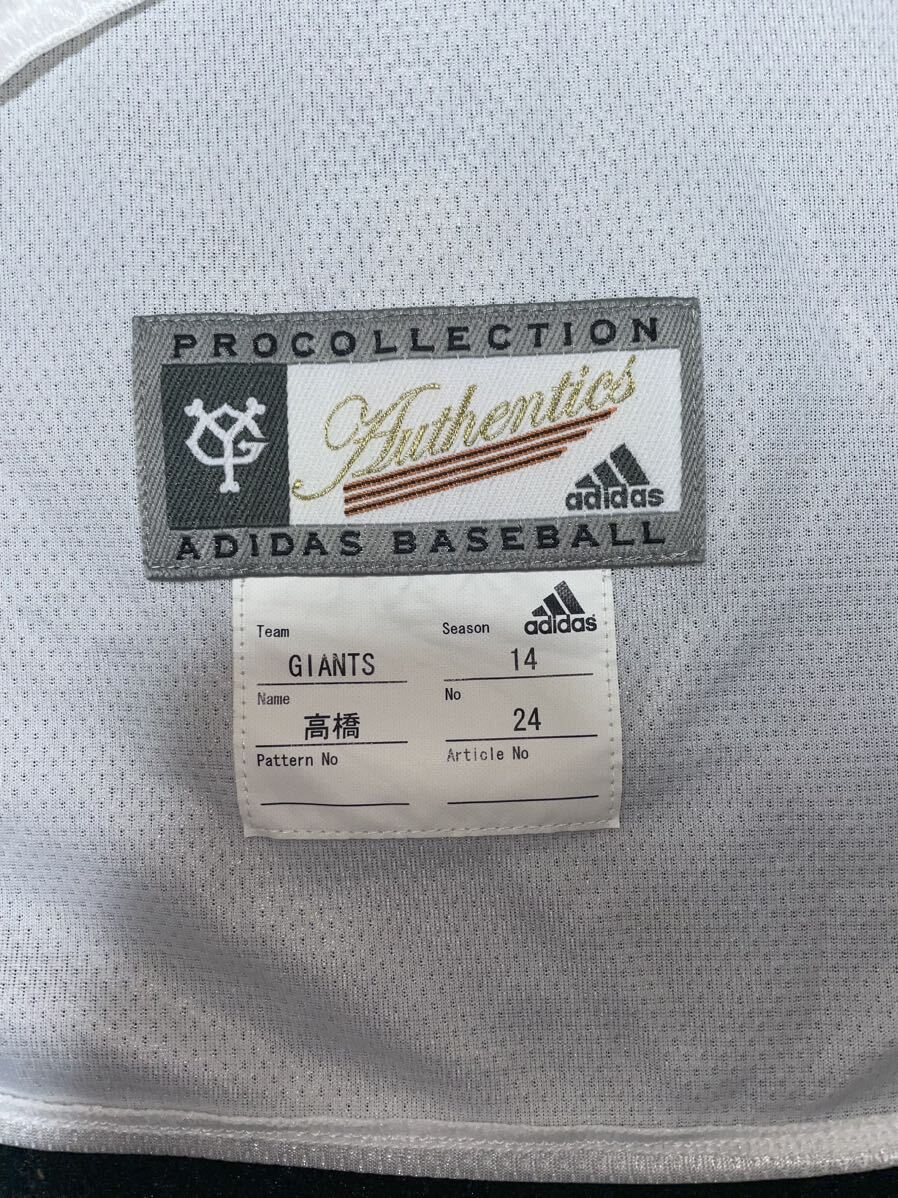 PROCOLLECTION
YG
Authentics
adidas
ADIDAS BASEBALL
adidas
Team Season
GIANTS 14
Name No
高橋 24
Pattern No Article No